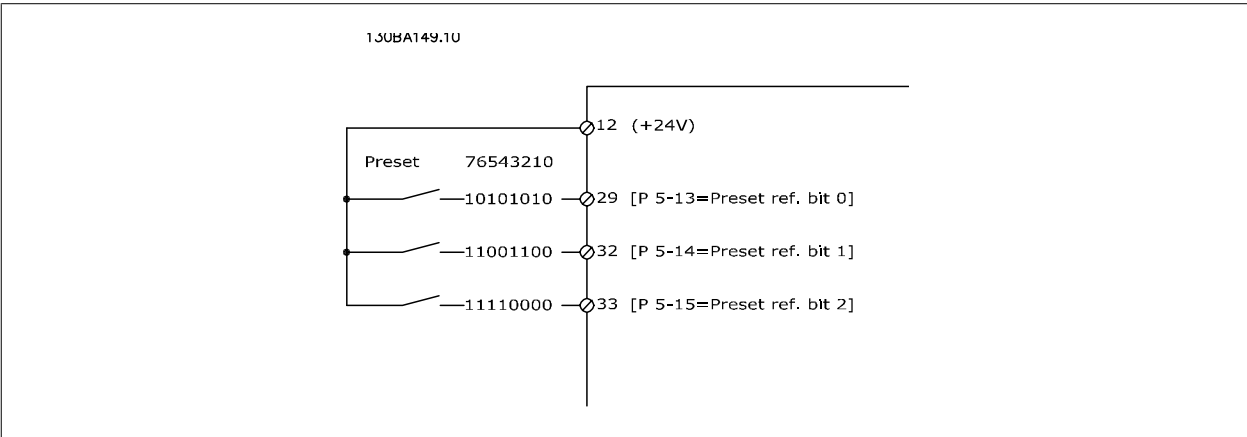 130BA149.10
12 (+24V)
Preset 76543210
10101010 29 [P 5-13=Preset ref. bit 0]
11001100 32 [P 5-14=Preset ref. bit 1]
11110000 33 [P 5-15=Preset ref. bit 2]